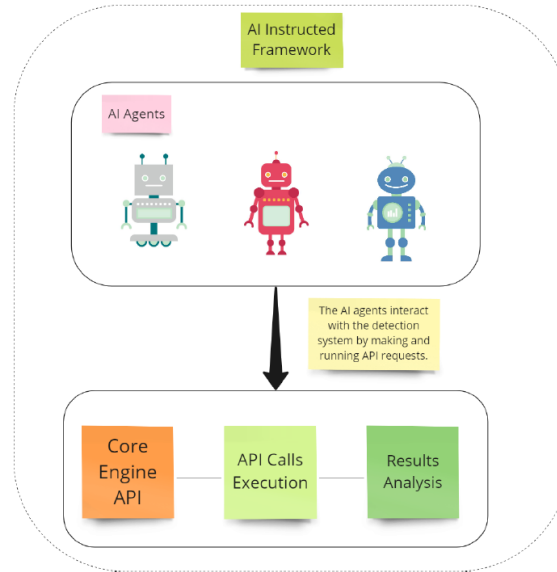 AI Instructed
Framework
AI Agents
The AI agents interact
with the detection
system by making and
running API requests.
Core
Engine
API
API Calls
Execution
Results
Analysis